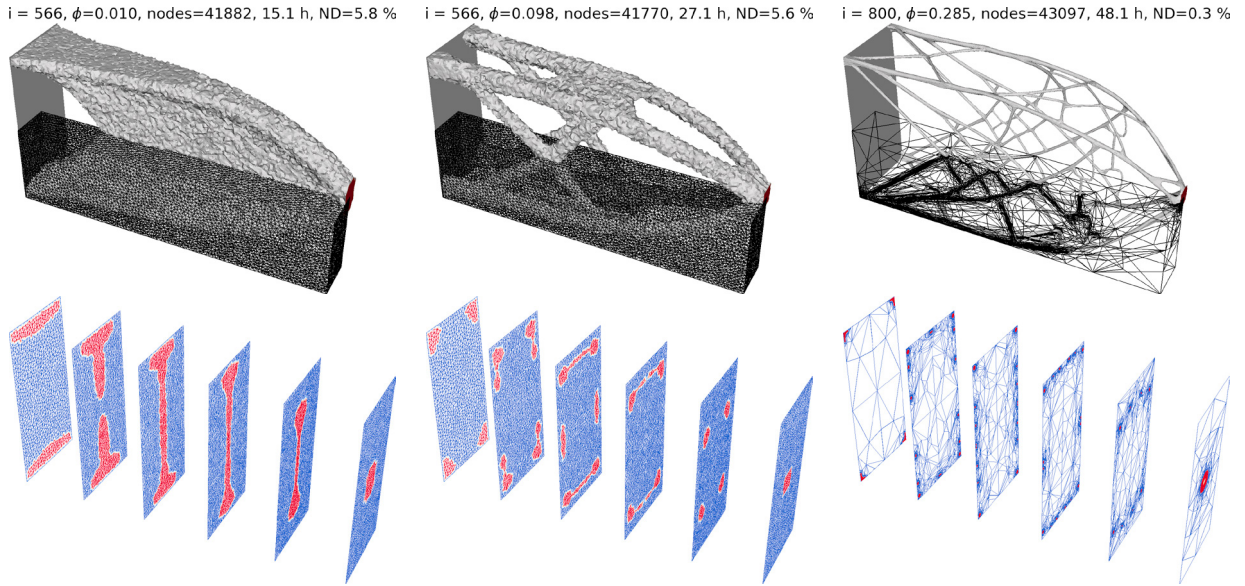 i = 566, ϕ=0.010, nodes=41882, 15.1 h, ND=5.8 %
i = 566, ϕ=0.098, nodes=41770, 27.1 h, ND=5.6 %
i = 800, ϕ=0.285, nodes=43097, 48.1 h, ND=0.3 %